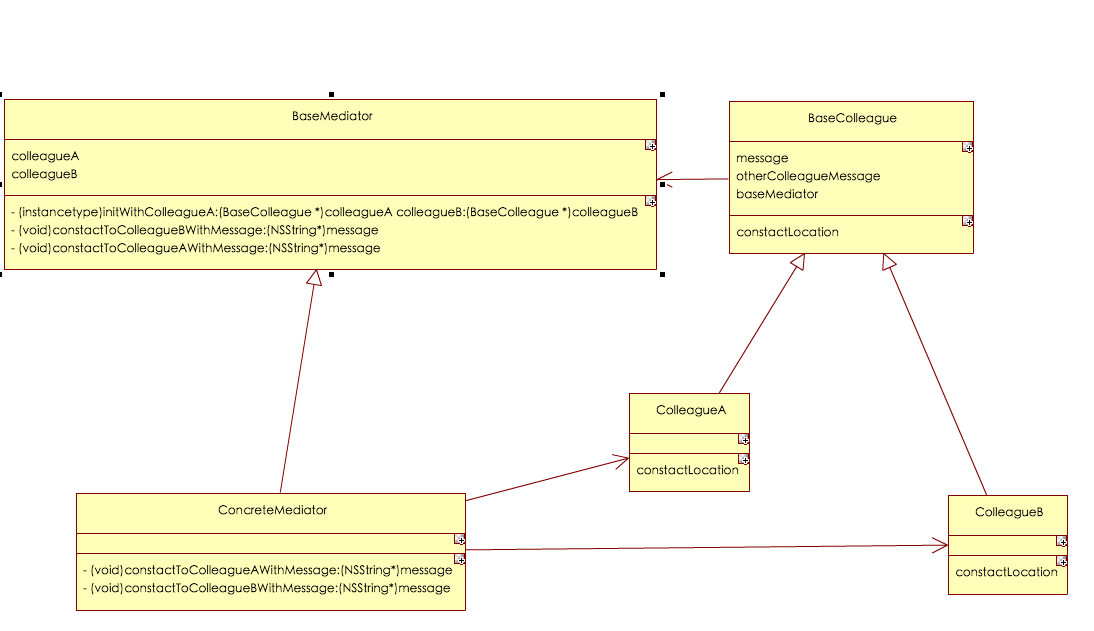 BaseMediator
colleagueA
colleagueB
- (instancetype)initWithColleagueA:(BaseColleague *)colleagueA colleagueB:(BaseColleague *)colleagueB
- (void)constactToColleagueBWithMessage:(NSString*)message
- (void)constactToColleagueAWithMessage:(NSString*)message
BaseColleague
message
otherColleagueMessage
baseMediator
constactLocation
ColleagueA
constactLocation
ConcreteMediator
- (void)constactToColleagueAWithMessage:(NSString*)message
- (void)constactToColleagueBWithMessage:(NSString*)message
ColleagueB
constactLocation